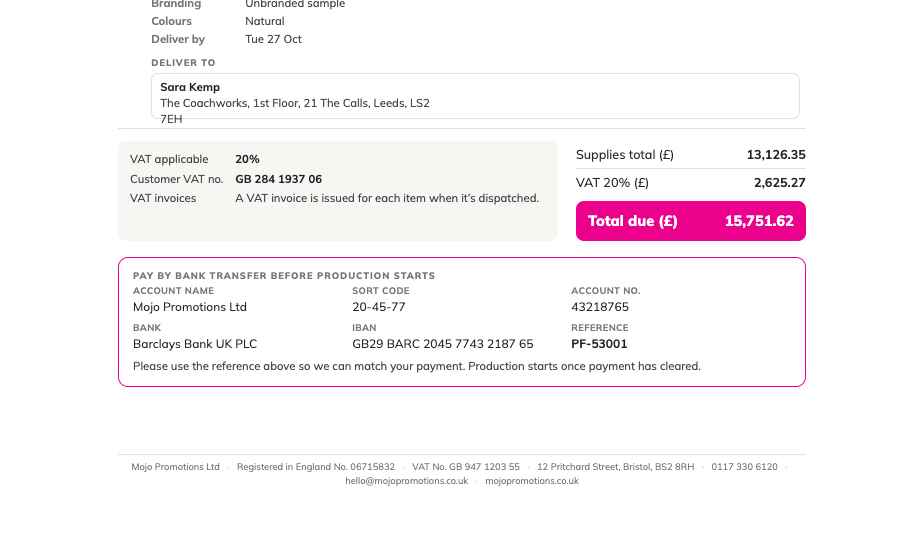 Branding Unbranded sample
Colours Natural
Deliver by Tue 27 Oct
DELIVER TO
Sara Kemp
The Coachworks, 1st Floor, 21 The Calls, Leeds, LS2
7EH
VAT applicable 20%
Customer VAT no. GB 284 1937 06
VAT invoices A VAT invoice is issued for each item when it's dispatched.
Supplies total (£) 13,126.35
VAT 20% (£) 2,625.27
Total due (£) 15,751.62
PAY BY BANK TRANSFER BEFORE PRODUCTION STARTS
ACCOUNT NAME SORT CODE ACCOUNT NO.
Mojo Promotions Ltd 20-45-77 43218765
BANK IBAN REFERENCE
Barclays Bank UK PLC GB29 BARC 2045 7743 2187 65 PF-53001
Please use the reference above so we can match your payment. Production starts once payment has cleared.
Mojo Promotions Ltd · Registered in England No. 06715832 · VAT No. GB 947 1203 55 · 12 Pritchard Street, Bristol, BS2 8RH · 0117 330 6120 ·
hello@mojopromotions.co.uk · mojopromotions.co.uk